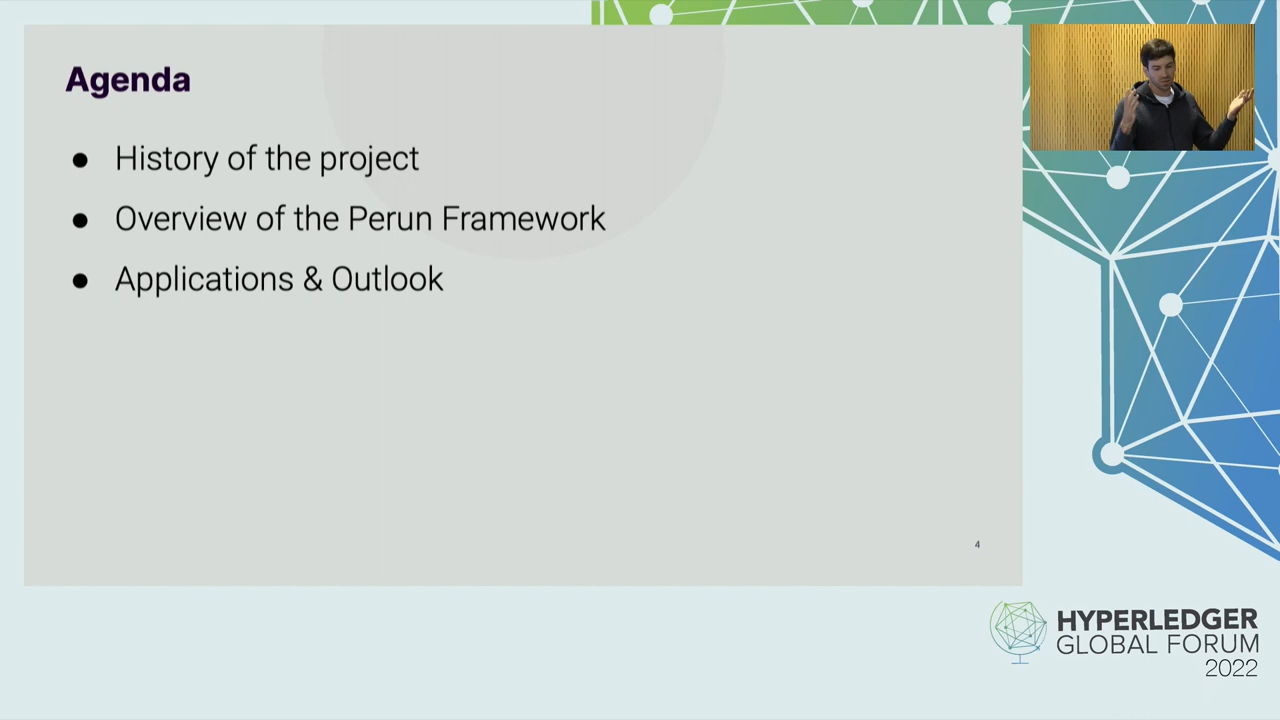 Agenda
● History of the project
● Overview of the Perun Framework
● Applications & Outlook
4
HYPERLEDGER
GLOBAL FORUM
2022